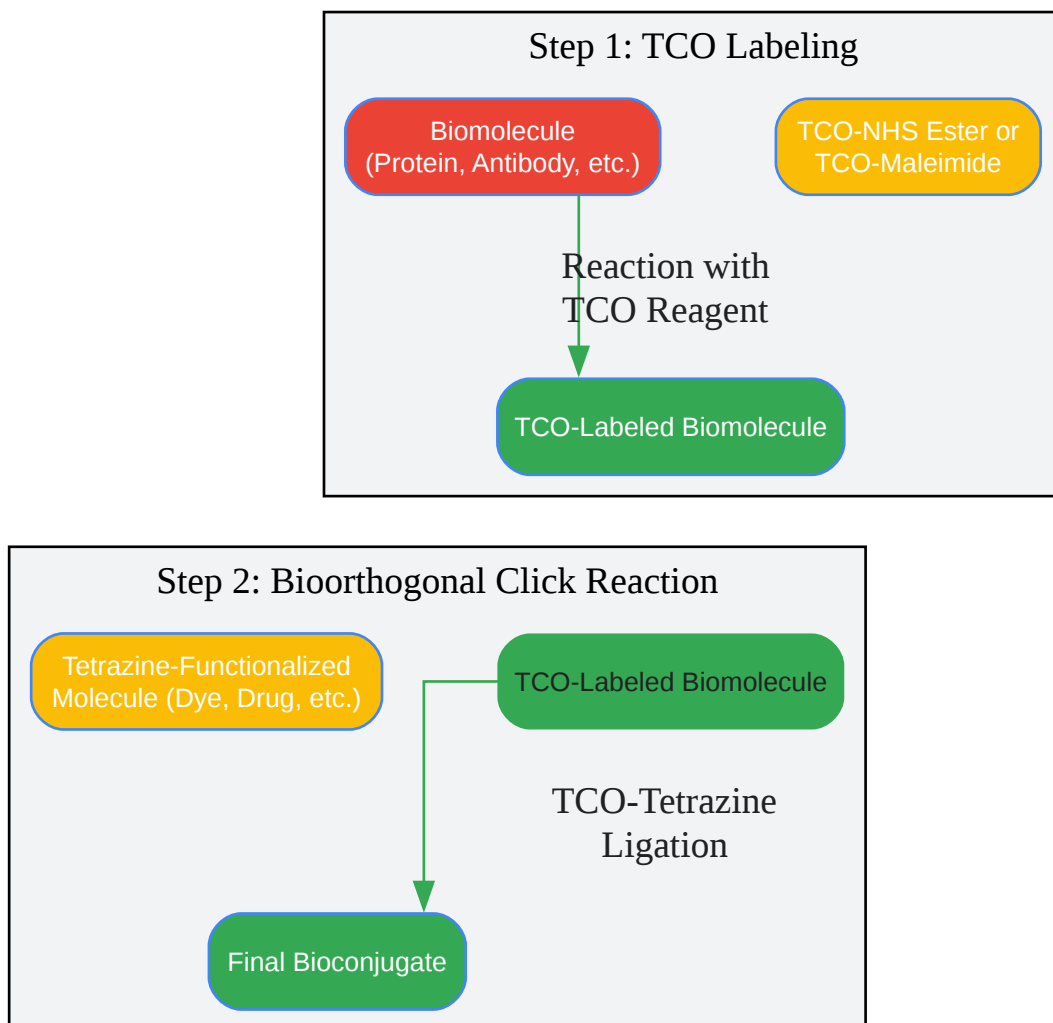 Step 1: TCO Labeling
Biomolecule
(Protein, Antibody, etc.)
TCO-NHS Ester or
TCO-Maleimide
Reaction with
TCO Reagent
TCO-Labeled Biomolecule
Step 2: Bioorthogonal Click Reaction
Tetrazine-Functionalized
Molecule (Dye, Drug, etc.)
TCO-Labeled Biomolecule
TCO-Tetrazine
Ligation
Final Bioconjugate